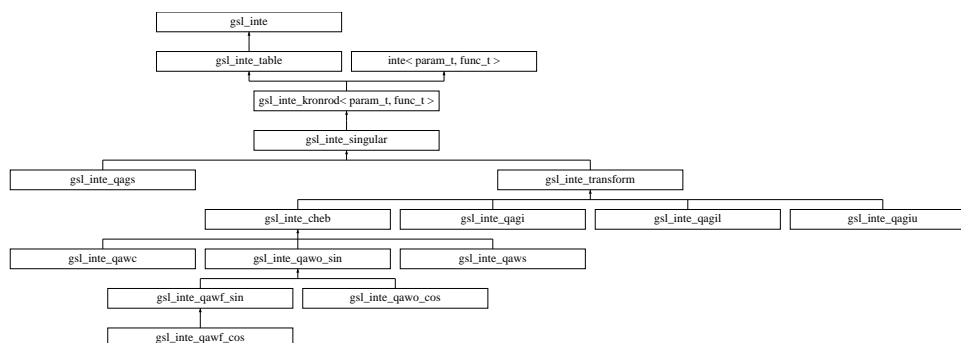 gsl_inte
gsl_inte_table
inte< param_t, func_t >
gsl_inte_kronrod< param_t, func_t >
gsl_inte_singular
gsl_inte_qags
gsl_inte_transform
gsl_inte_cheb
gsl_inte_qagi
gsl_inte_qagil
gsl_inte_qagiu
gsl_inte_qawc
gsl_inte_qawo_sin
gsl_inte_qaws
gsl_inte_qawf_sin
gsl_inte_qawo_cos
gsl_inte_qawf_cos